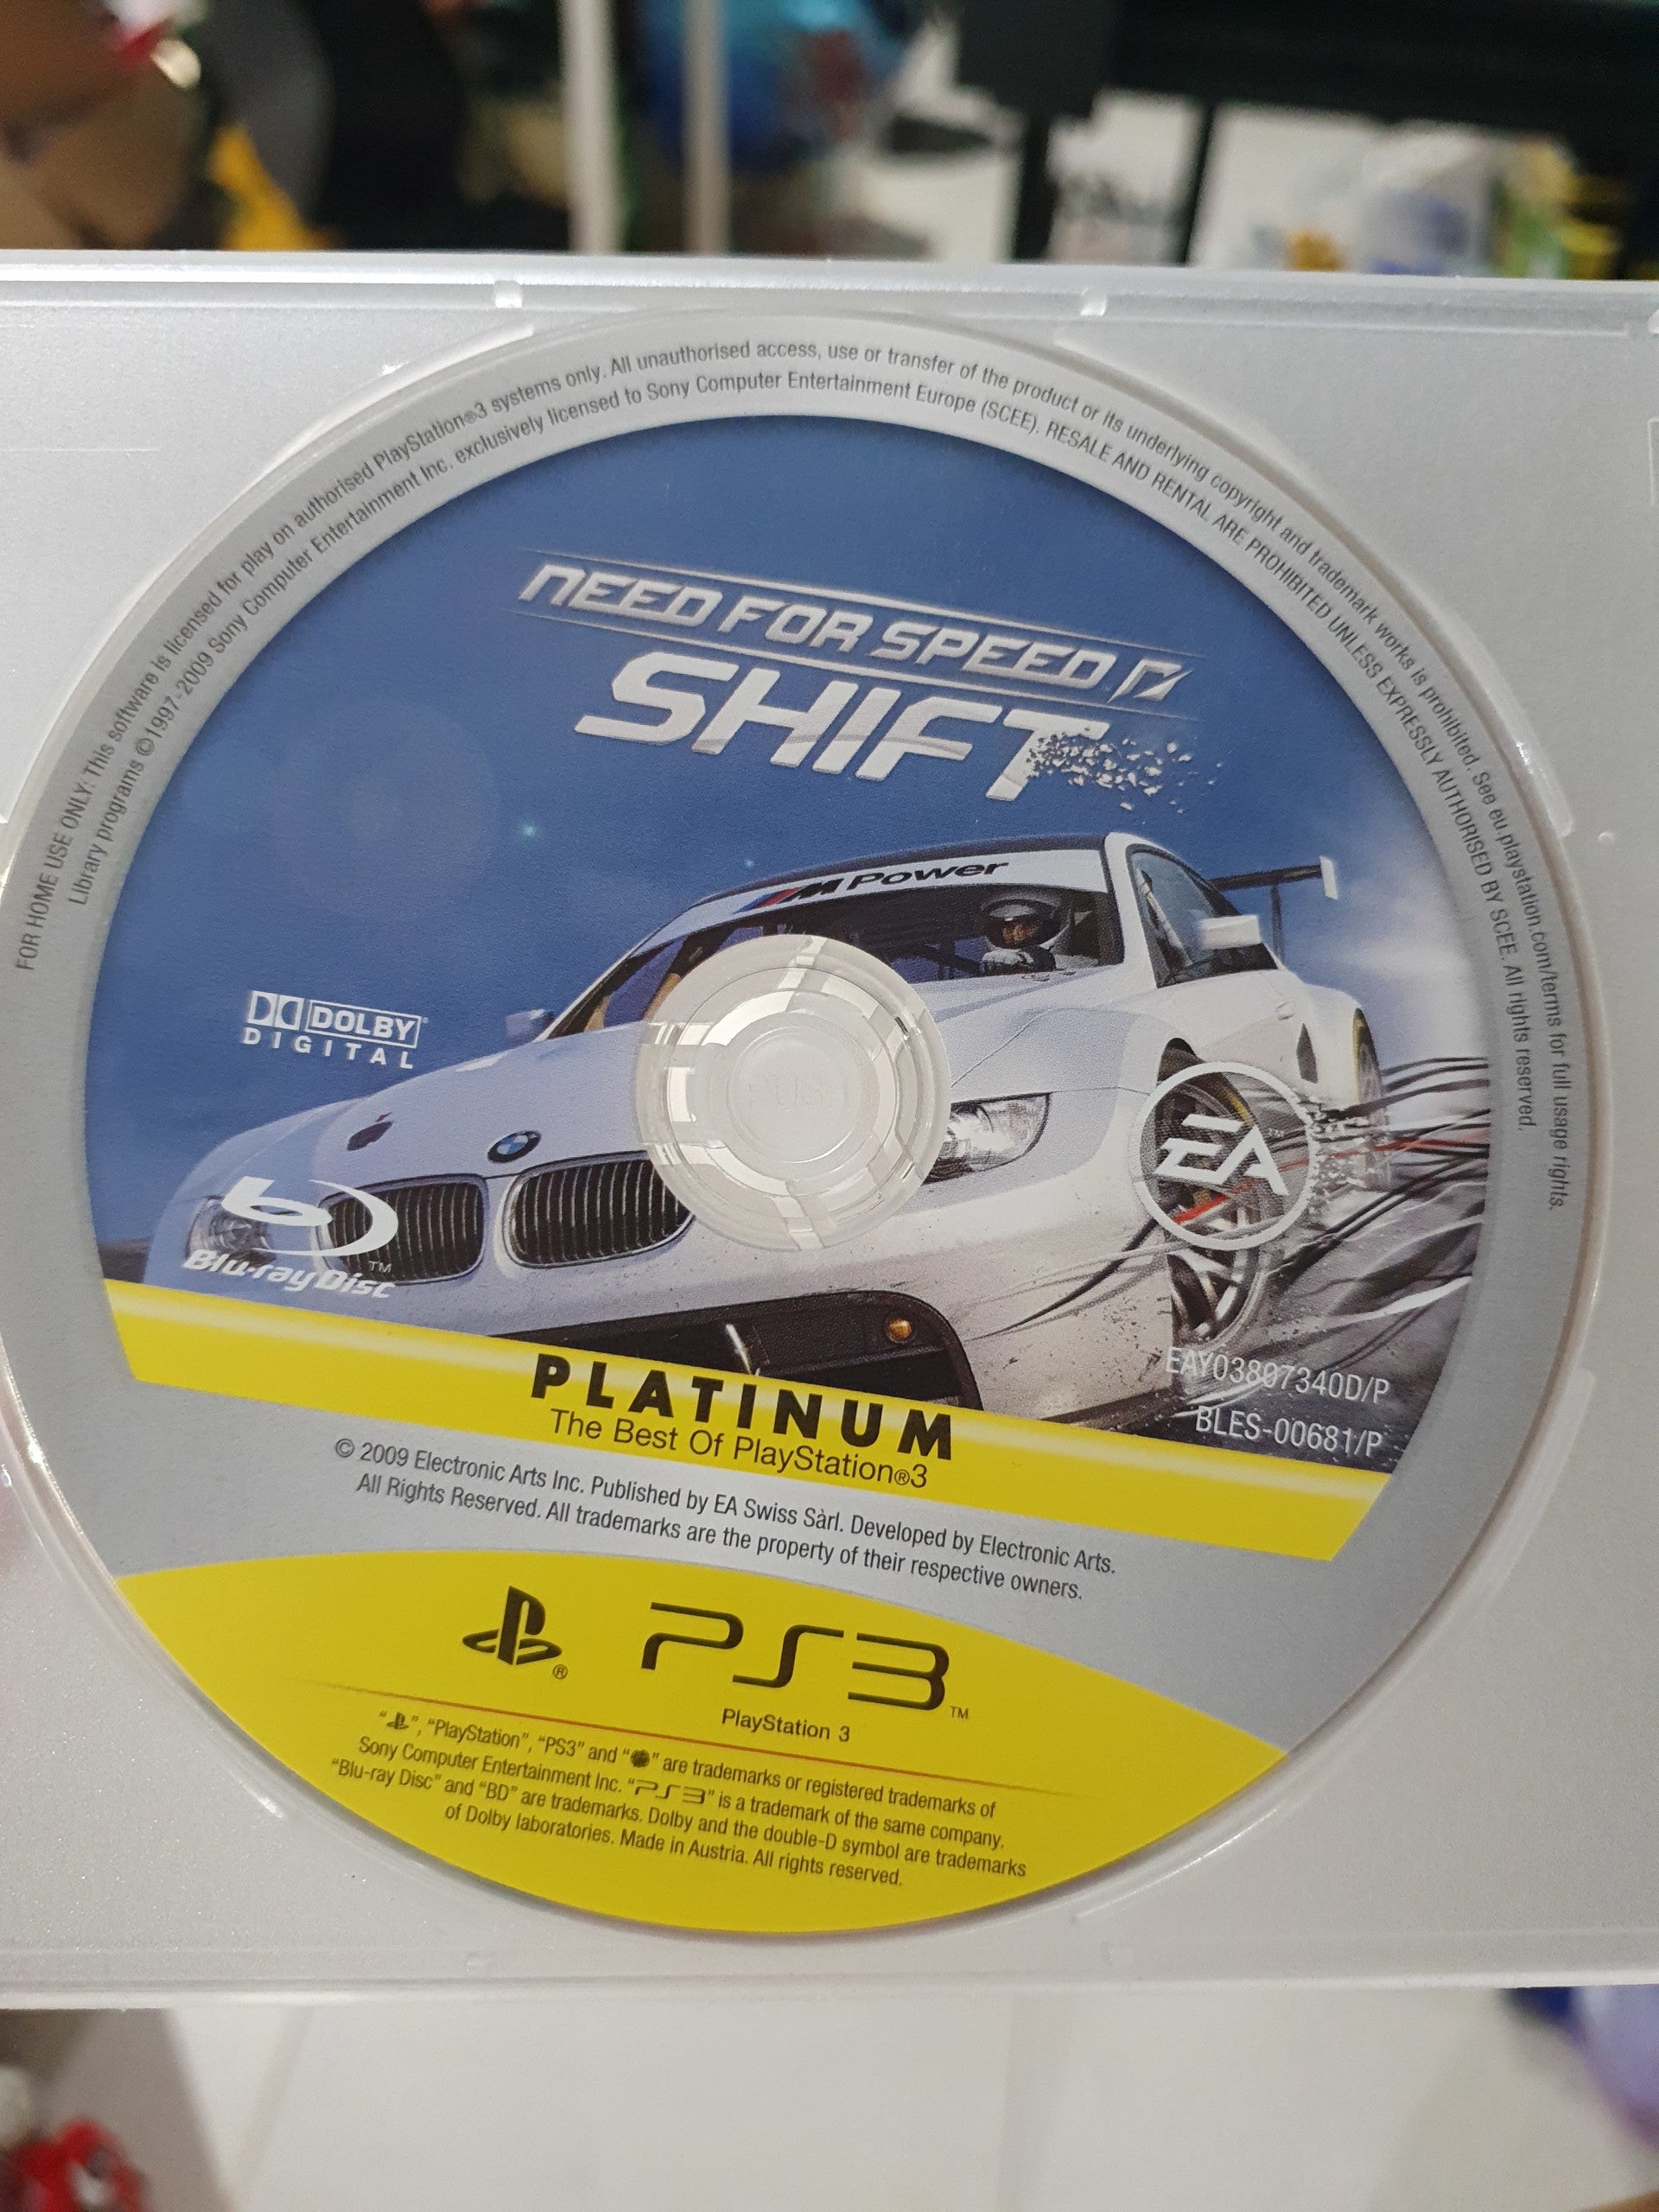 FOR HOME USE ONLY: This software is licensed for play on authorised PlayStation®3 systems only. All unauthorised access, use or transfer of the product or its underlying copyright and trademark works is prohibited. See eu.playstation.com/terms for full usage rights.
Library programs ©1997-2009 Sony Computer Entertainment Inc. exclusively licensed to Sony Computer Entertainment Europe (SCEE). RESALE AND RENTAL ARE PROHIBITED UNLESS EXPRESSLY AUTHORISED BY SCEE. All rights reserved.
NEED FOR SPEED
SHIFT
M Power
DOLBY
DIGITAL
EA™
Blu-ray Disc™
EAY03807340D/P
BLES-00681/P
PLATINUM
The Best Of PlayStation®3
© 2009 Electronic Arts Inc. Published by EA Swiss Sàrl. Developed by Electronic Arts.
All Rights Reserved. All trademarks are the property of their respective owners.
® PS3™
PlayStation 3
“ ”, “PlayStation”, “PS3” and “ ” are trademarks or registered trademarks of
Sony Computer Entertainment Inc. “PS3” is a trademark of the same company.
“Blu-ray Disc” and “BD” are trademarks. Dolby and the double-D symbol are trademarks
of Dolby laboratories. Made in Austria. All rights reserved.